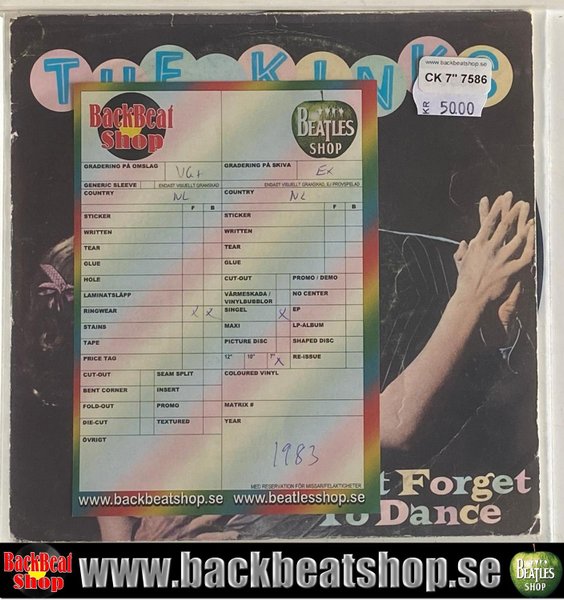 THE KINKS
www.backbeatshop.se
CK 7" 7586
KR 50.00
BackBeat
Shop
BEATLES
SHOP
GRADERING PÅ OMSLAG VG+
GRADERING PÅ SKIVA Ex
GENERIC SLEEVE ENDAST VISUELLT GRANSKAD
ENDAST VISUELLT GRANSKAD, EJ PROVSPELAD
COUNTRY NL
COUNTRY NL
F B
F B
STICKER
STICKER
WRITTEN
WRITTEN
TEAR
TEAR
GLUE
GLUE
HOLE
CUT-OUT PROMO / DEMO
LAMINATSLÄPP
VÄRMESKADA / VINYLBUBBLOR NO CENTER
RINGWEAR X X
SINGEL X EP
STAINS
MAXI LP-ALBUM
TAPE
PICTURE DISC SHAPED DISC
PRICE TAG
12" 10" 7" X RE-ISSUE
CUT-OUT SEAM SPLIT
COLOURED VINYL
BENT CORNER INSERT
FOLD-OUT PROMO
MATRIX #
DIE-CUT TEXTURED
YEAR
ÖVRIGT
1983
MED RESERVATION FÖR MISSAR/FELAKTIGHETER
www.backbeatshop.se www.beatlesshop.se
t Forget
To Dance
BackBeat
Shop
www.backbeatshop.se
BEATLES
SHOP